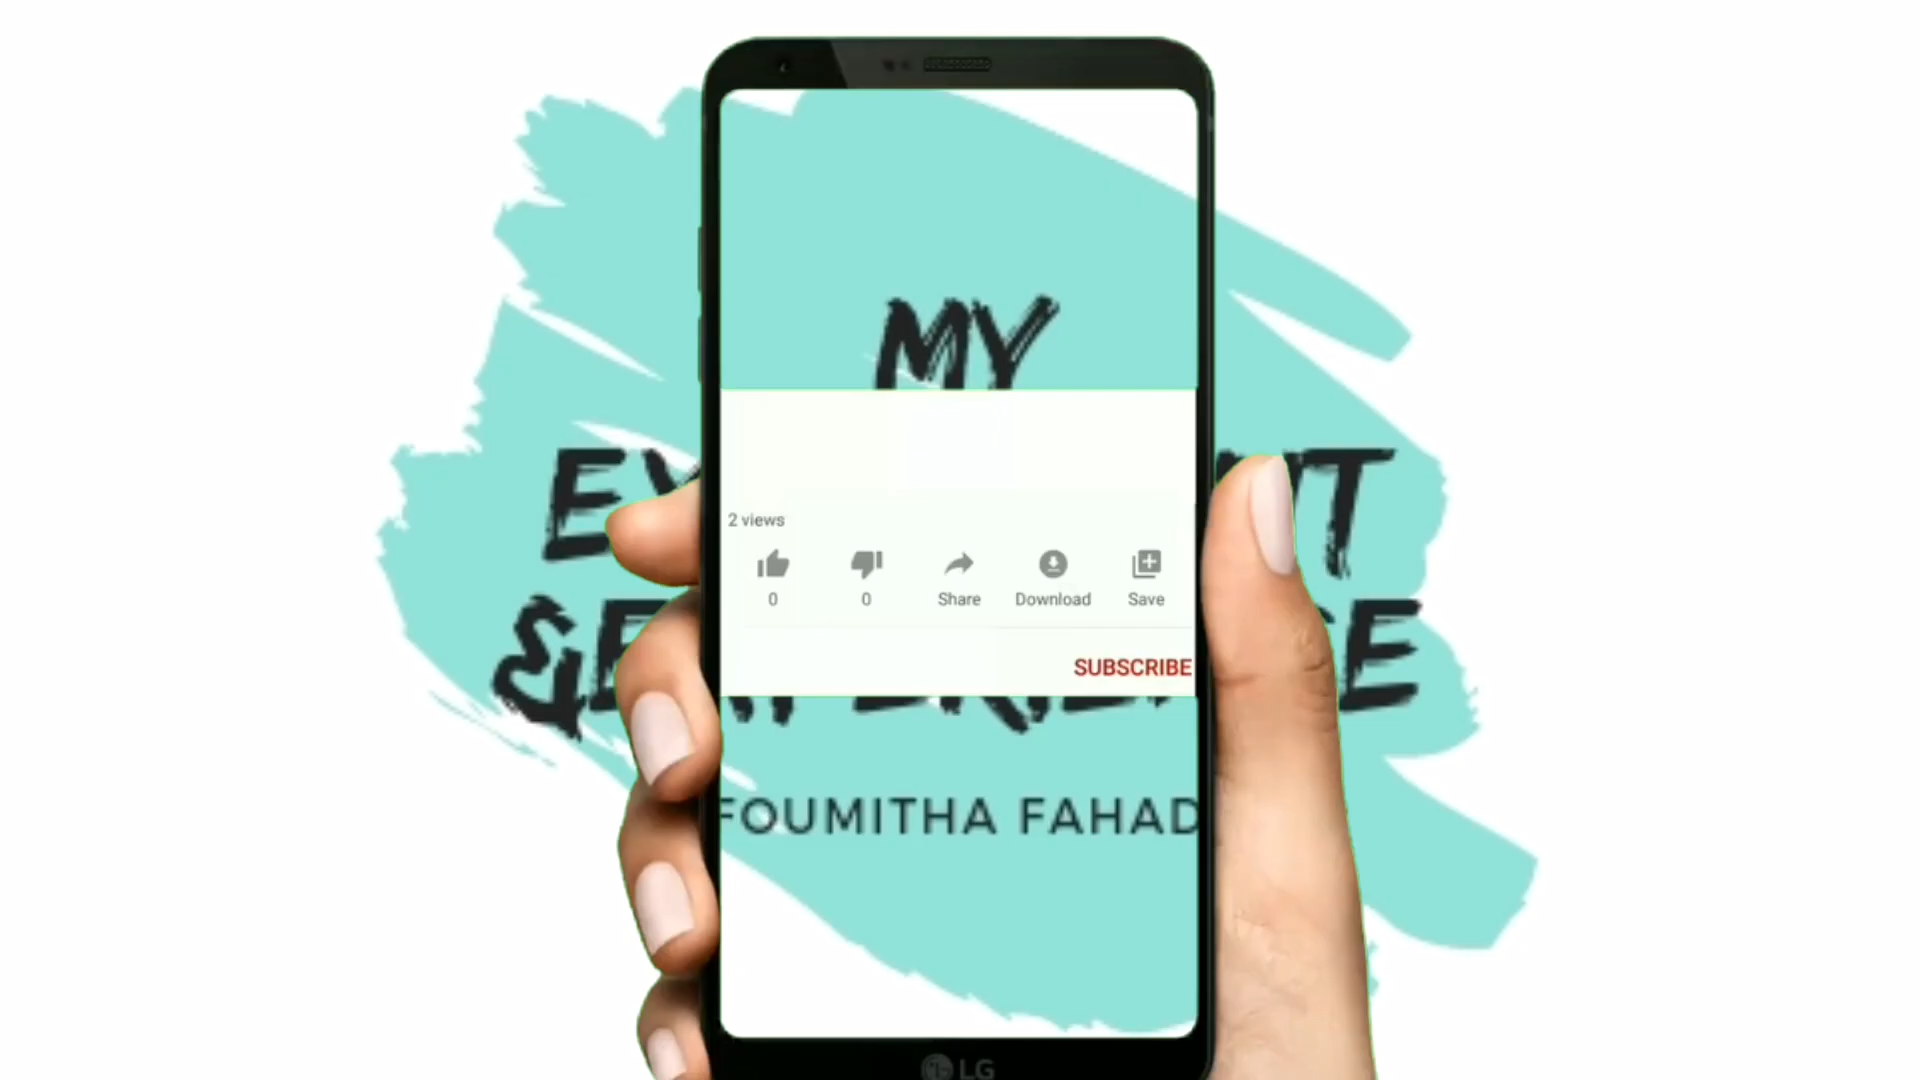 MY
2 views
0 0 Share Download Save
SUBSCRIBE
FOUMITHA FAHAD
LG